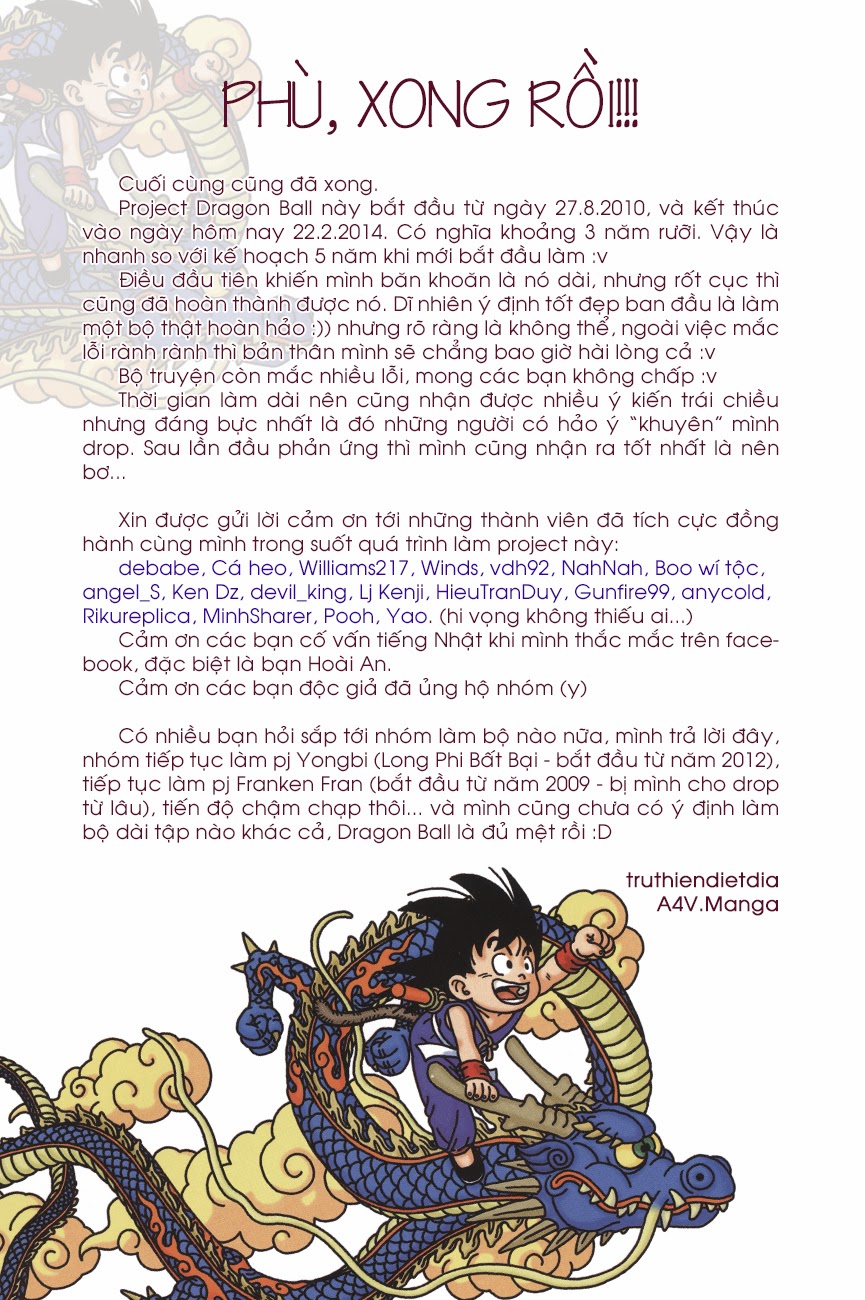 PHÙ, XONG RỒI!!!
Cuối cùng cũng đã xong.
Project Dragon Ball này bắt đầu từ ngày 27.8.2010, và kết thúc
vào ngày hôm nay 22.2.2014. Có nghĩa khoảng 3 năm rưỡi. Vậy là
nhanh so với kế hoạch 5 năm khi mới bắt đầu làm :v
Điều đầu tiên khiến mình băn khoăn là nó dài, nhưng rốt cục thì
cũng đã hoàn thành được nó. Dĩ nhiên ý định tốt đẹp ban đầu là làm
một bộ thật hoàn hảo :)) nhưng rõ ràng là không thể, ngoài việc mắc
lỗi rành rành thì bản thân mình sẽ chẳng bao giờ hài lòng cả :v
Bộ truyện còn mắc nhiều lỗi, mong các bạn không chấp :v
Thời gian làm dài nên cũng nhận được nhiều ý kiến trái chiều
nhưng đáng bực nhất là đó những người có hảo ý “khuyên” mình
drop. Sau lần đầu phản ứng thì mình cũng nhận ra tốt nhất là nên
bơ...
Xin được gửi lời cảm ơn tới những thành viên đã tích cực đồng
hành cùng mình trong suốt quá trình làm project này:
debabe, Cá heo, Williams217, Winds, vdh92, NahNah, Boo wí tộc,
angel_S, Ken Dz, devil_king, Lj Kenji, HieuTranDuy, Gunfire99, anycold,
Rikureplica, MinhSharer, Pooh, Yao. (hi vọng không thiếu ai...)
Cảm ơn các bạn cố vấn tiếng Nhật khi mình thắc mắc trên face-
book, đặc biệt là bạn Hoài An.
Cảm ơn các bạn độc giả đã ủng hộ nhóm (y)
Có nhiều bạn hỏi sắp tới nhóm làm bộ nào nữa, mình trả lời đây,
nhóm tiếp tục làm pj Yongbi (Long Phi Bất Bại - bắt đầu từ năm 2012),
tiếp tục làm pj Franken Fran (bắt đầu từ năm 2009 - bị mình cho drop
từ lâu), tiến độ chậm chạp thôi... và mình cũng chưa có ý định làm
bộ dài tập nào khác cả, Dragon Ball là đủ mệt rồi :D
truthiendietdia
A4V.Manga